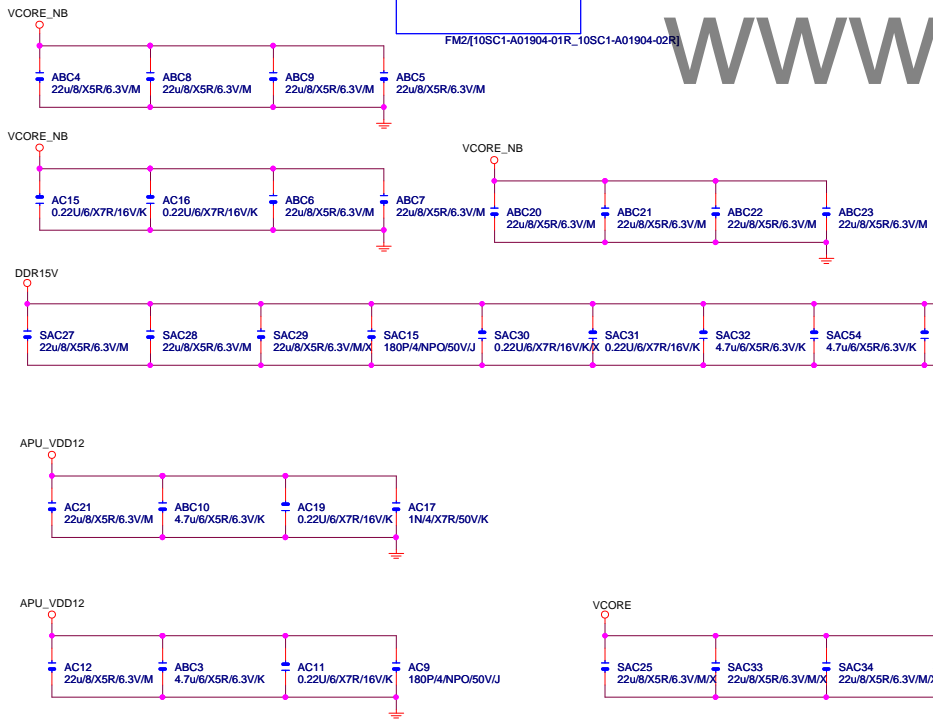 VCORE_NB
FM2/[10SC1-A01904-01R_10SC1-A01904-02R]
WWW
ABC4
22u/8/X5R/6.3V/M
ABC8
22u/8/X5R/6.3V/M
ABC9
22u/8/X5R/6.3V/M
ABC5
22u/8/X5R/6.3V/M
VCORE_NB
AC15
0.22U/6/X7R/16V/K
AC16
0.22U/6/X7R/16V/K
ABC6
22u/8/X5R/6.3V/M
ABC7
22u/8/X5R/6.3V/M
VCORE_NB
ABC20
22u/8/X5R/6.3V/M
ABC21
22u/8/X5R/6.3V/M
ABC22
22u/8/X5R/6.3V/M
ABC23
22u/8/X5R/6.3V/M
DDR15V
SAC27
22u/8/X5R/6.3V/M
SAC28
22u/8/X5R/6.3V/M
SAC29
22u/8/X5R/6.3V/M/X
SAC15
180P/4/NPO/50V/J
SAC30
0.22U/6/X7R/16V/K/X
SAC31
0.22U/6/X7R/16V/K
SAC32
4.7u/6/X5R/6.3V/K
SAC54
4.7u/6/X5R/6.3V/K
APU_VDD12
AC21
22u/8/X5R/6.3V/M
ABC10
4.7u/6/X5R/6.3V/K
AC19
0.22U/6/X7R/16V/K
AC17
1N/4/X7R/50V/K
APU_VDD12
AC12
22u/8/X5R/6.3V/M
ABC3
4.7u/6/X5R/6.3V/K
AC11
0.22U/6/X7R/16V/K
AC9
180P/4/NPO/50V/J
VCORE
SAC25
22u/8/X5R/6.3V/M/X
SAC33
22u/8/X5R/6.3V/M/X
SAC34
22u/8/X5R/6.3V/M/X